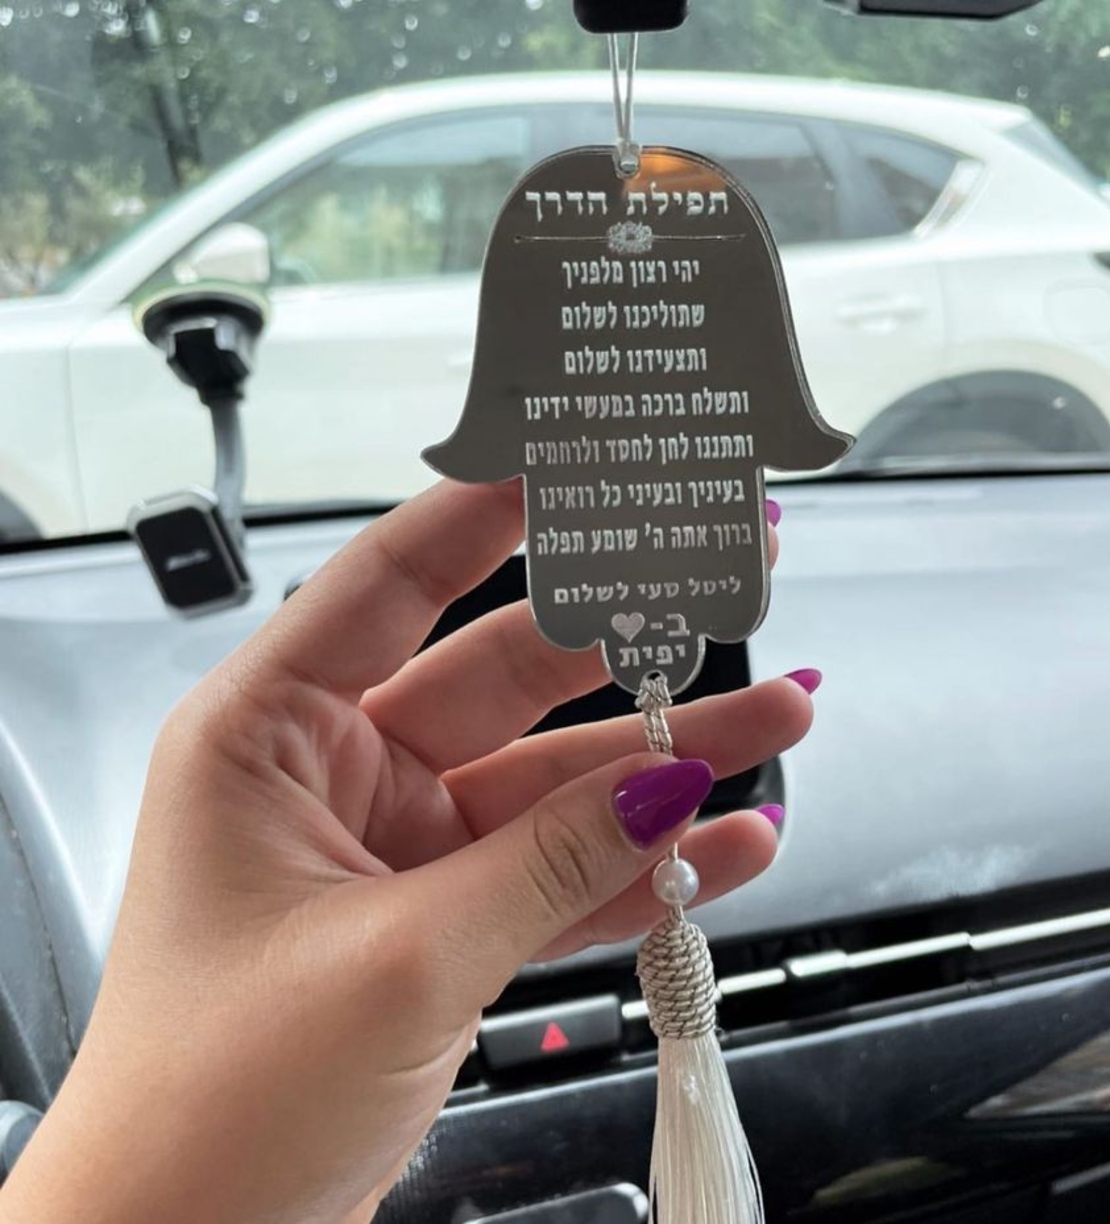 תפילת הדרך
יהי רצון מלפניך
שתוליכנו לשלום
ותצעידנו לשלום
ותשלח ברכה במעשי ידינו
ותתננו לחן לחסד ולרחמים
בעיניך ובעיני כל רואינו
ברוך אתה ה' שומע תפלה
ליטל סעי לשלום
ב-♥
יפית